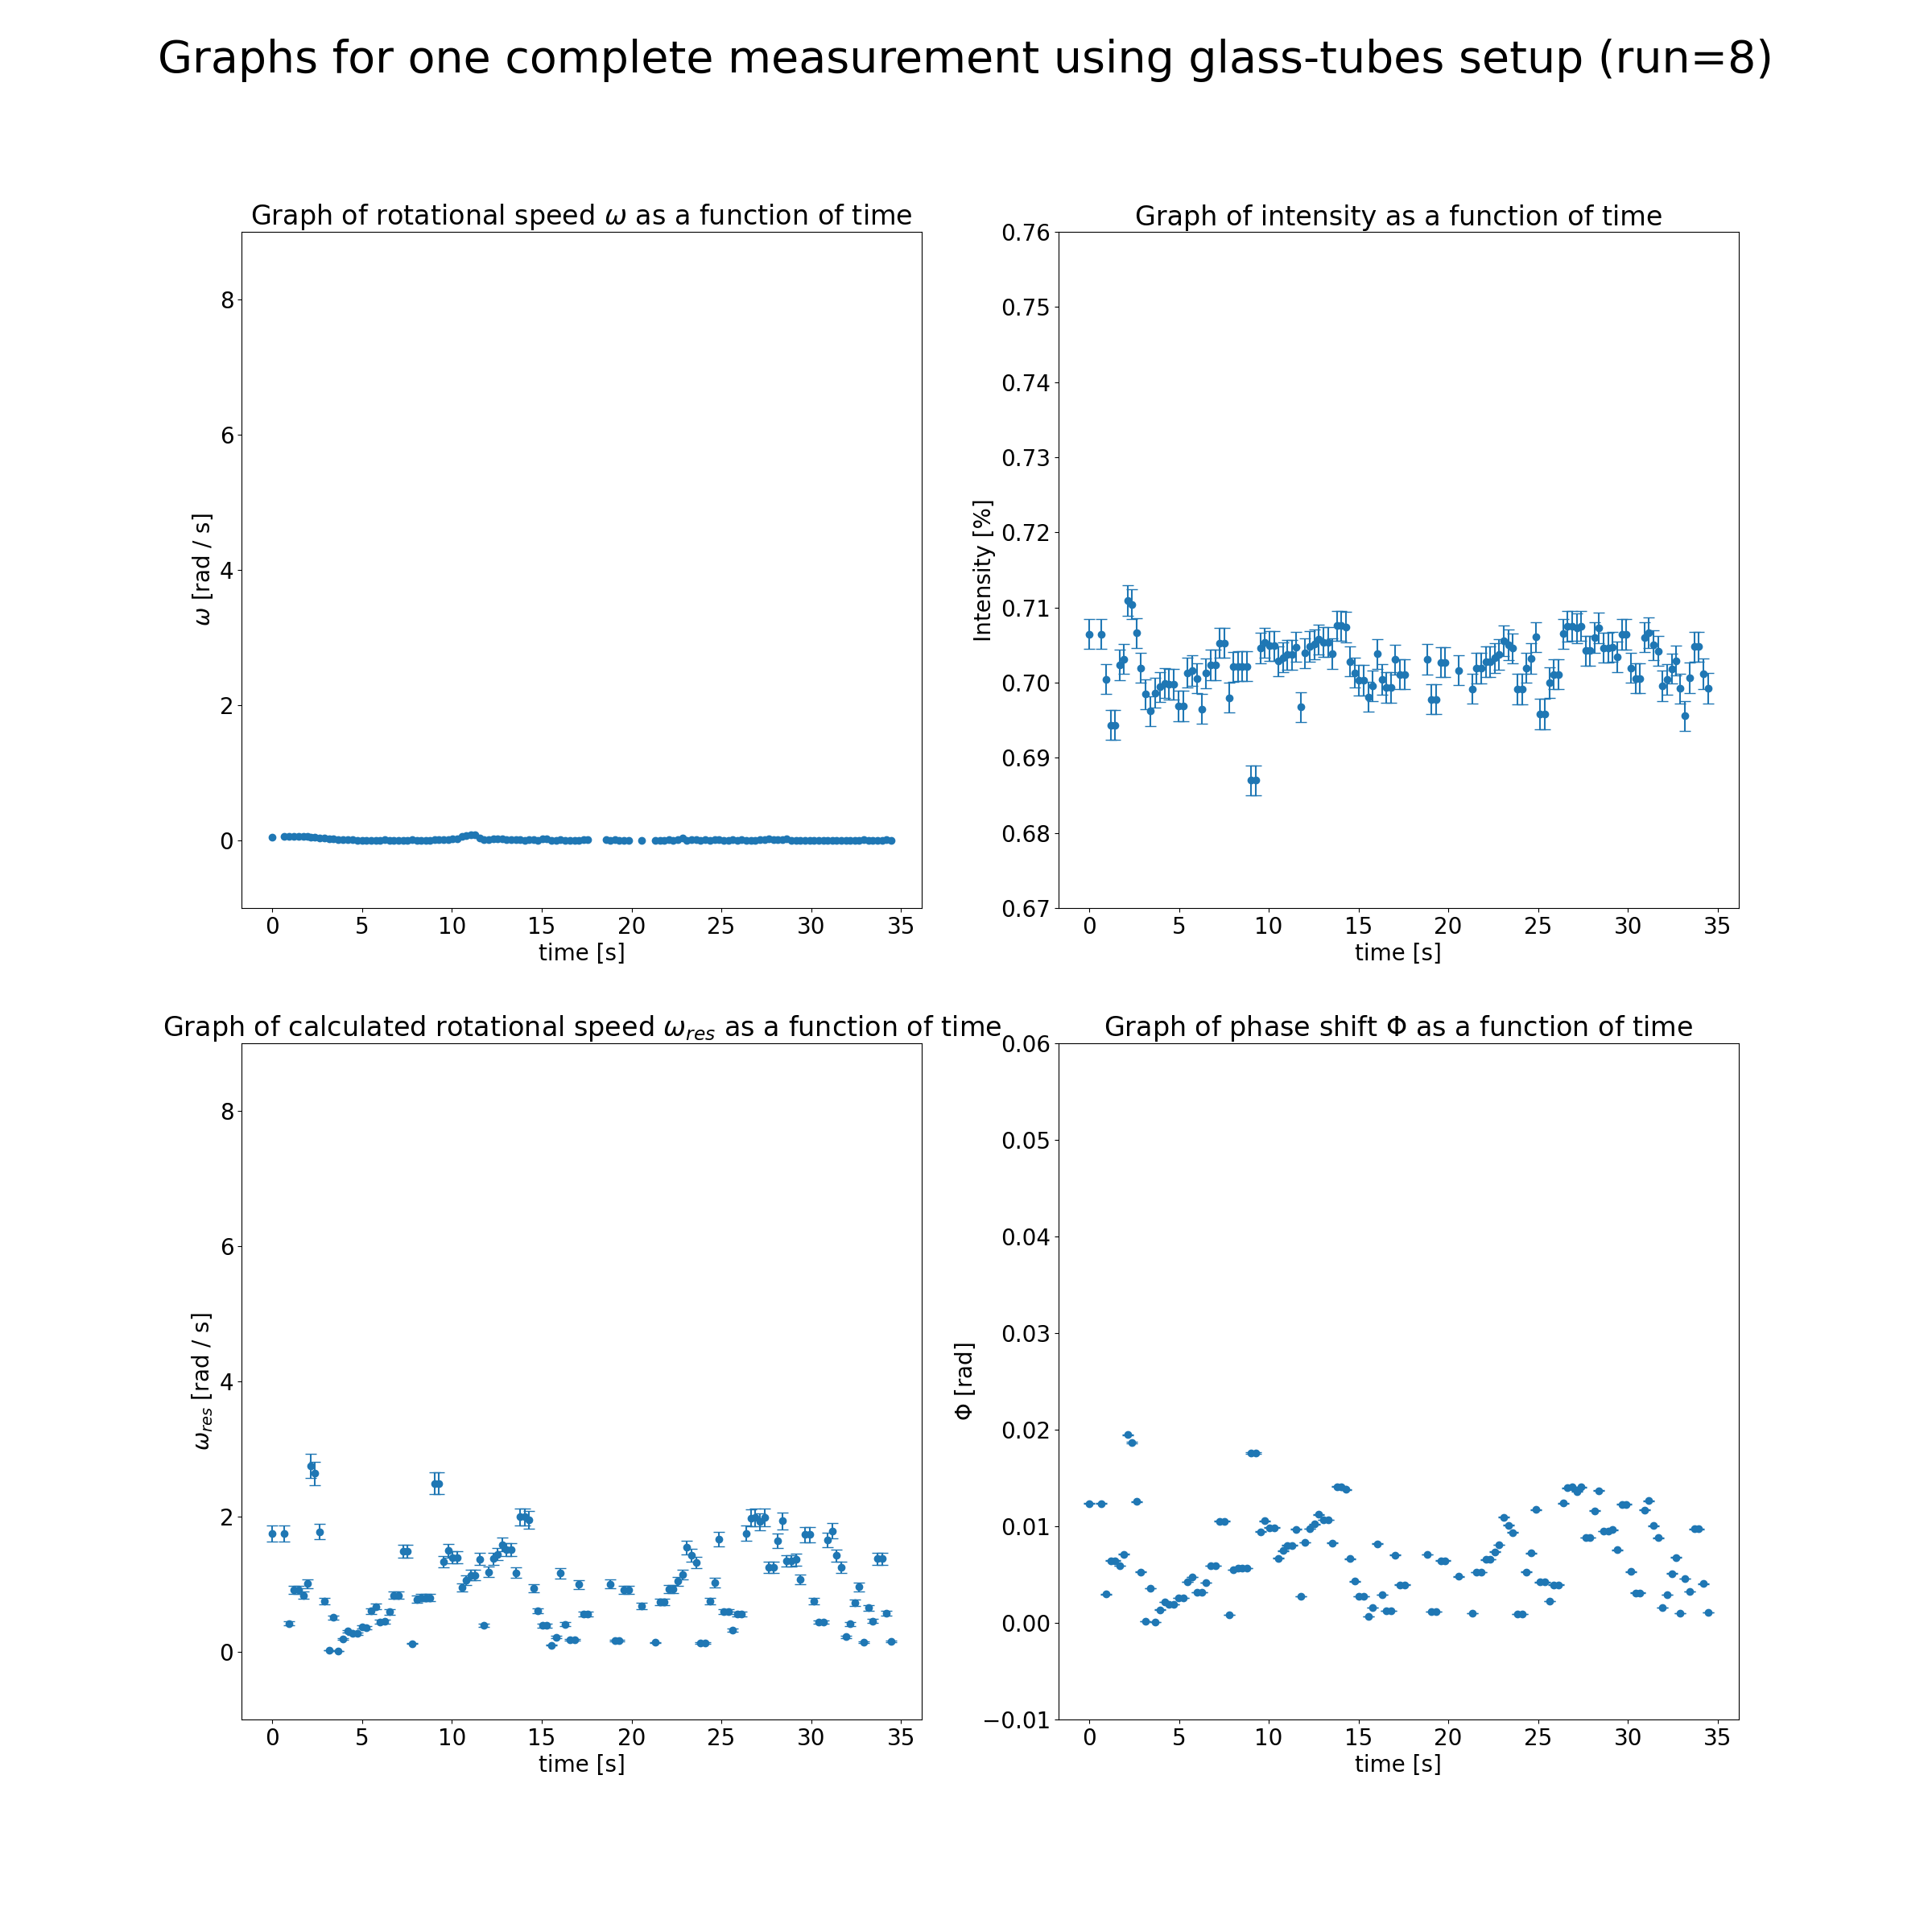 Graphs for one complete measurement using glass-tubes setup (run=8)
Graph of rotational speed ω as a function of time
8
6
4
2
0
ω [rad / s]
0 5 10 15 20 25 30 35
time [s]
Graph of intensity as a function of time
0.76
0.75
0.74
0.73
0.72
0.71
0.70
0.69
0.68
0.67
Intensity [%]
0 5 10 15 20 25 30 35
time [s]
Graph of calculated rotational speed ω_res as a function of time
8
6
4
2
0
ω_res [rad / s]
0 5 10 15 20 25 30 35
time [s]
Graph of phase shift Φ as a function of time
0.06
0.05
0.04
0.03
0.02
0.01
0.00
−0.01
Φ [rad]
0 5 10 15 20 25 30 35
time [s]